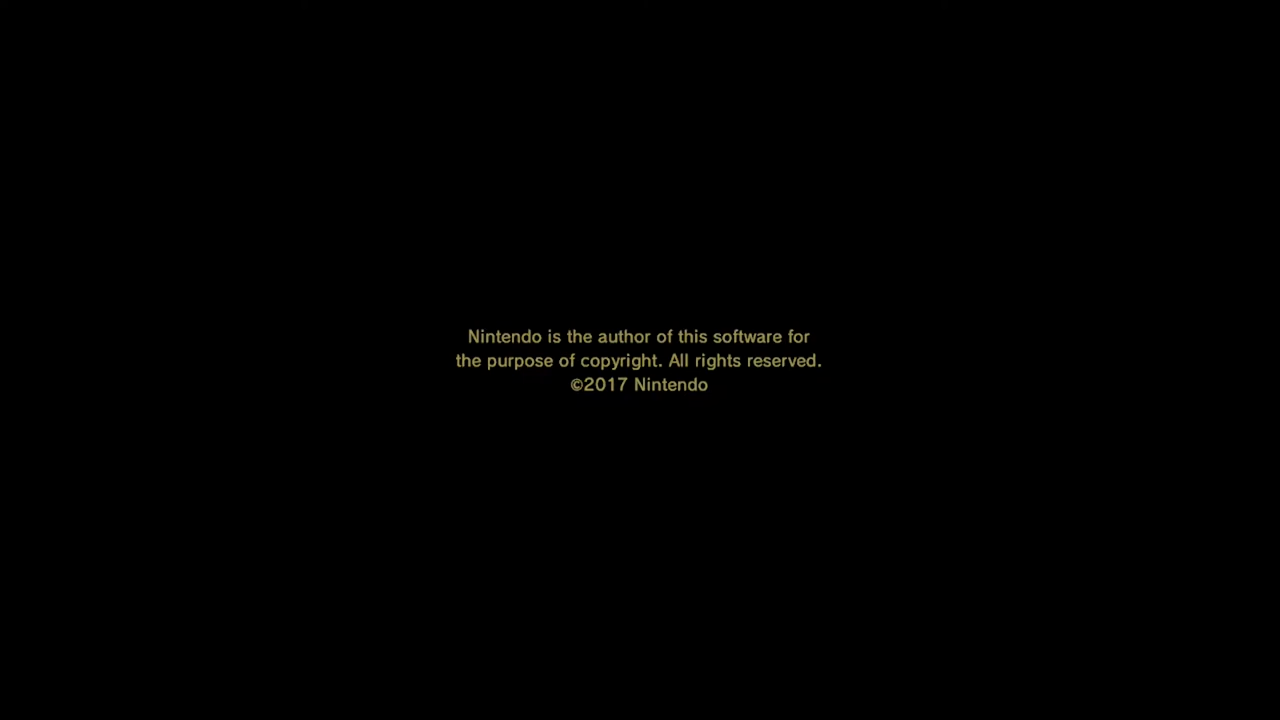 Nintendo is the author of this software for
the purpose of copyright. All rights reserved.
©2017 Nintendo